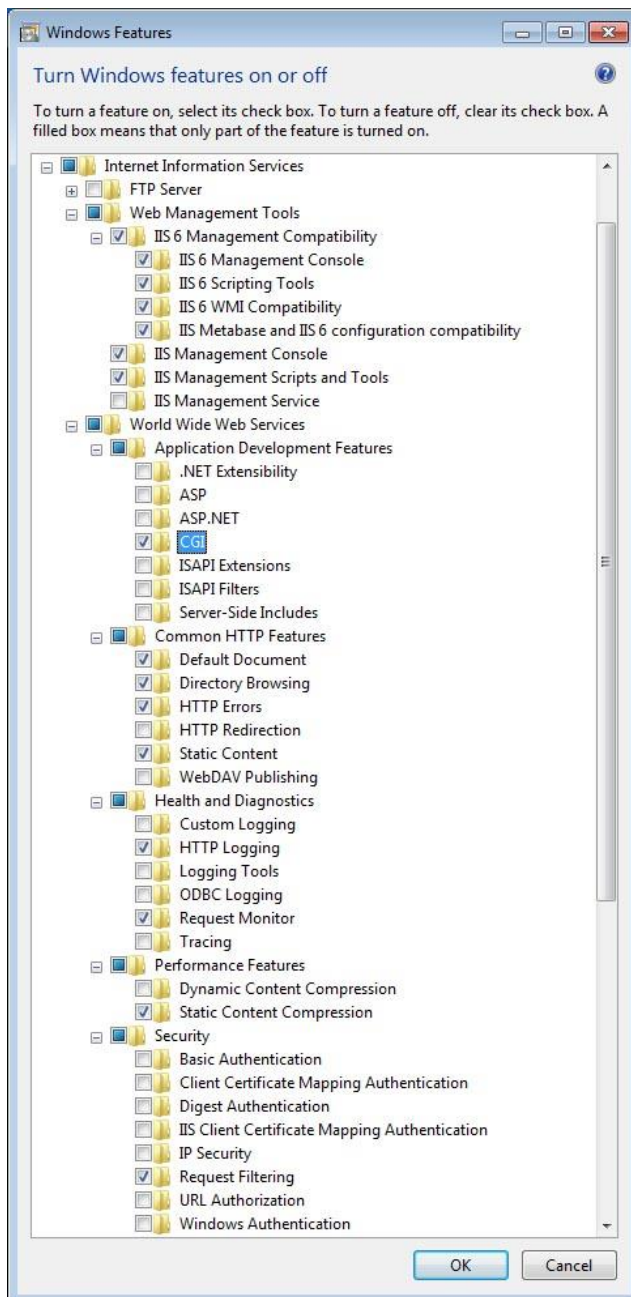 Windows Features
Turn Windows features on or off
To turn a feature on, select its check box. To turn a feature off, clear its check box. A
filled box means that only part of the feature is turned on.
Internet Information Services
FTP Server
Web Management Tools
IIS 6 Management Compatibility
IIS 6 Management Console
IIS 6 Scripting Tools
IIS 6 WMI Compatibility
IIS Metabase and IIS 6 configuration compatibility
IIS Management Console
IIS Management Scripts and Tools
IIS Management Service
World Wide Web Services
Application Development Features
.NET Extensibility
ASP
ASP.NET
CGI
ISAPI Extensions
ISAPI Filters
Server-Side Includes
Common HTTP Features
Default Document
Directory Browsing
HTTP Errors
HTTP Redirection
Static Content
WebDAV Publishing
Health and Diagnostics
Custom Logging
HTTP Logging
Logging Tools
ODBC Logging
Request Monitor
Tracing
Performance Features
Dynamic Content Compression
Static Content Compression
Security
Basic Authentication
Client Certificate Mapping Authentication
Digest Authentication
IIS Client Certificate Mapping Authentication
IP Security
Request Filtering
URL Authorization
Windows Authentication
OK Cancel